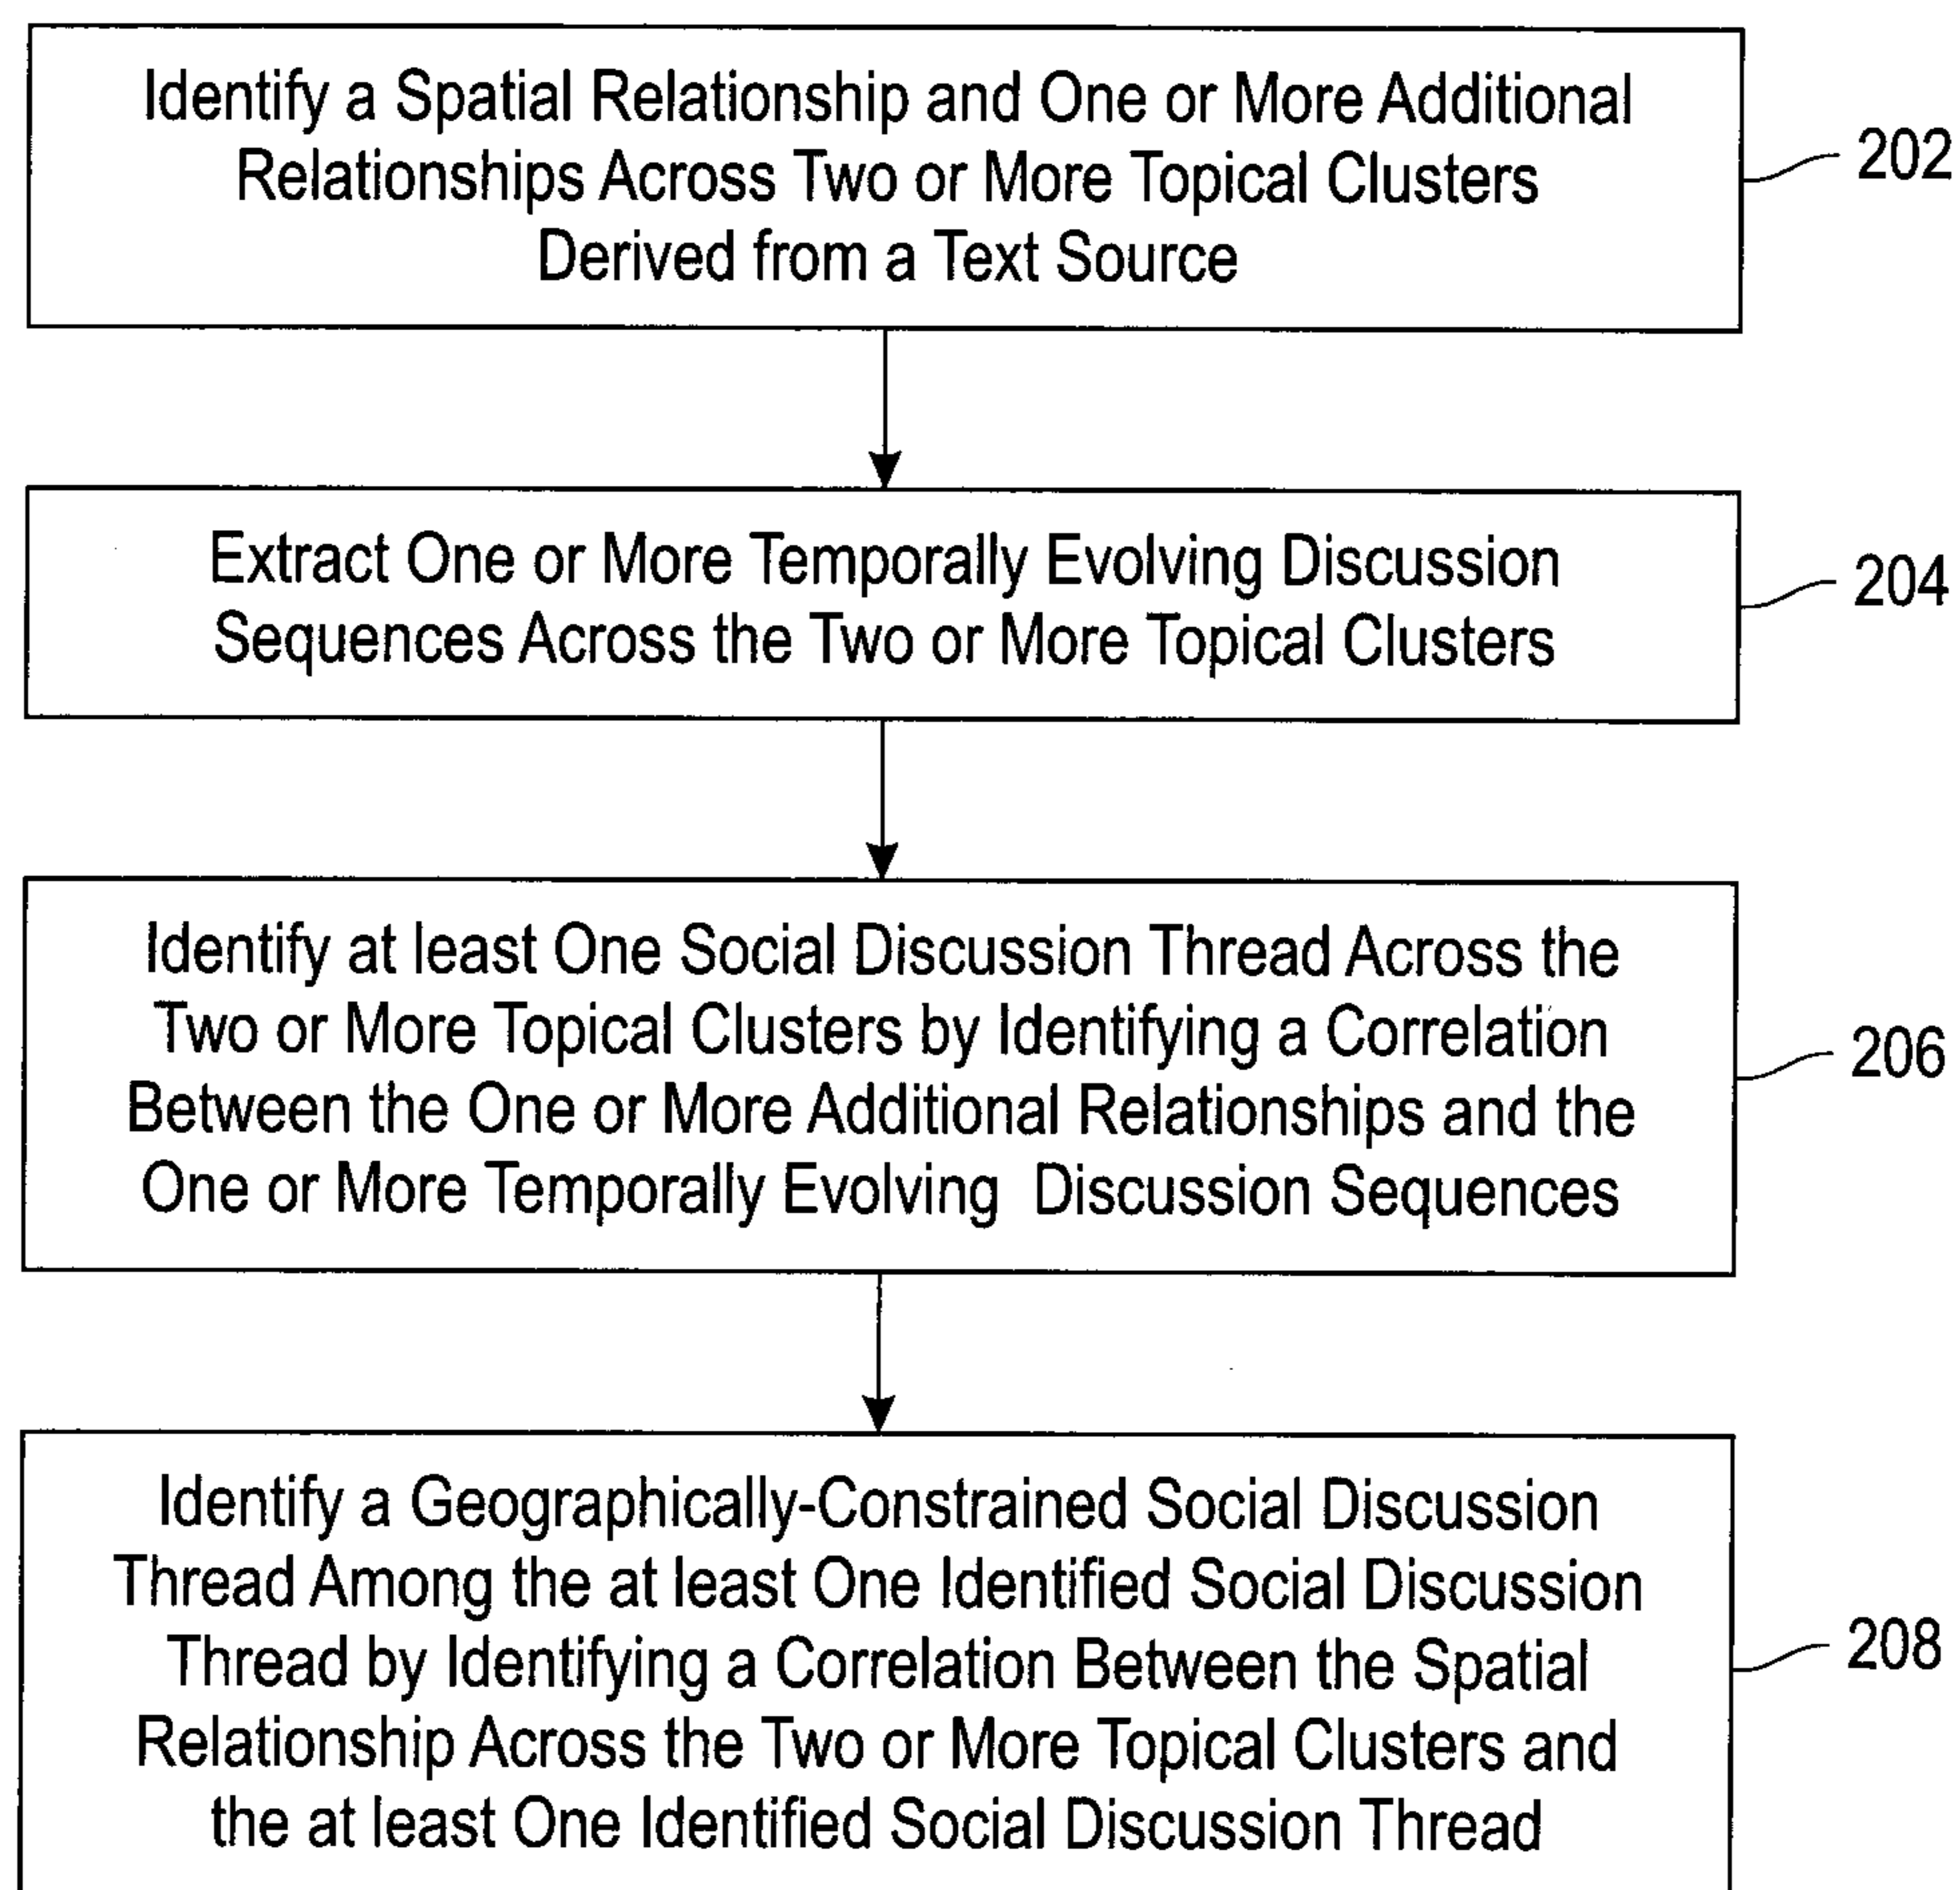 Identify a Spatial Relationship and One or More Additional
Relationships Across Two or More Topical Clusters
Derived from a Text Source
202
Extract One or More Temporally Evolving Discussion
Sequences Across the Two or More Topical Clusters
204
Identify at least One Social Discussion Thread Across the
Two or More Topical Clusters by Identifying a Correlation
Between the One or More Additional Relationships and the
One or More Temporally Evolving Discussion Sequences
206
Identify a Geographically-Constrained Social Discussion
Thread Among the at least One Identified Social Discussion
Thread by Identifying a Correlation Between the Spatial
Relationship Across the Two or More Topical Clusters and
the at least One Identified Social Discussion Thread
208